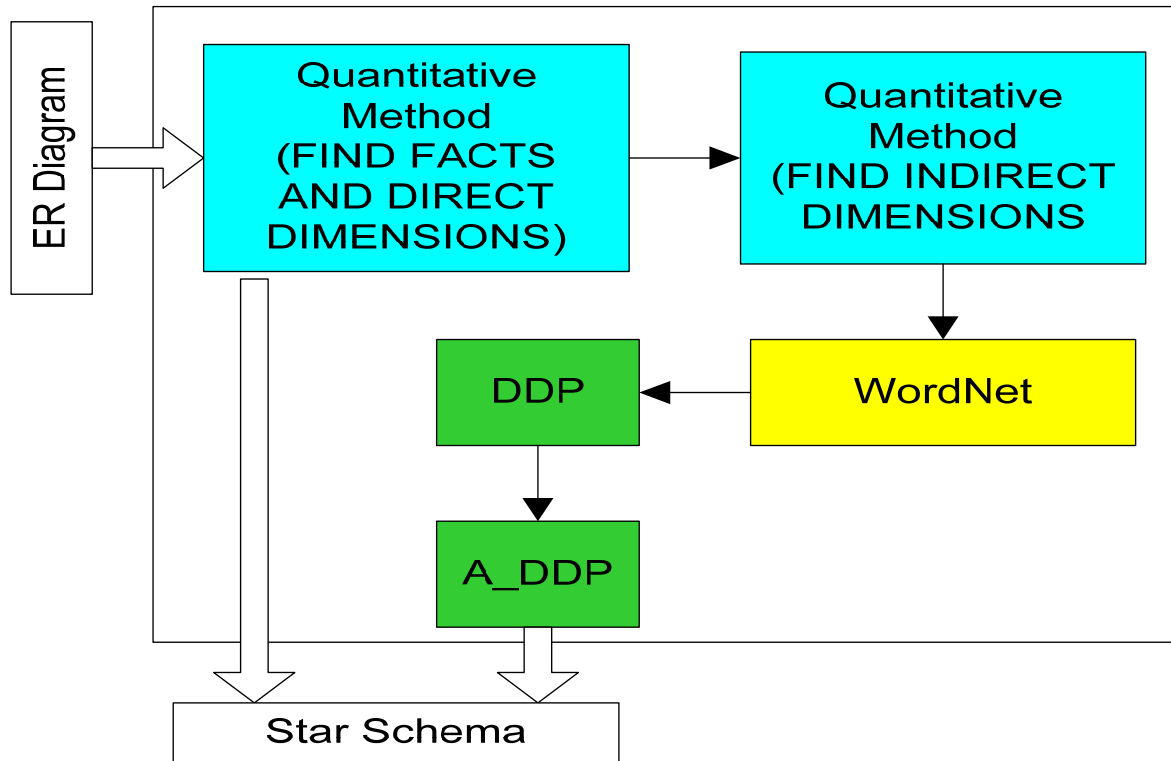 ER Diagram
Quantitative
Method
(FIND FACTS
AND DIRECT
DIMENSIONS)
Quantitative
Method
(FIND INDIRECT
DIMENSIONS
WordNet
DDP
A_DDP
Star Schema